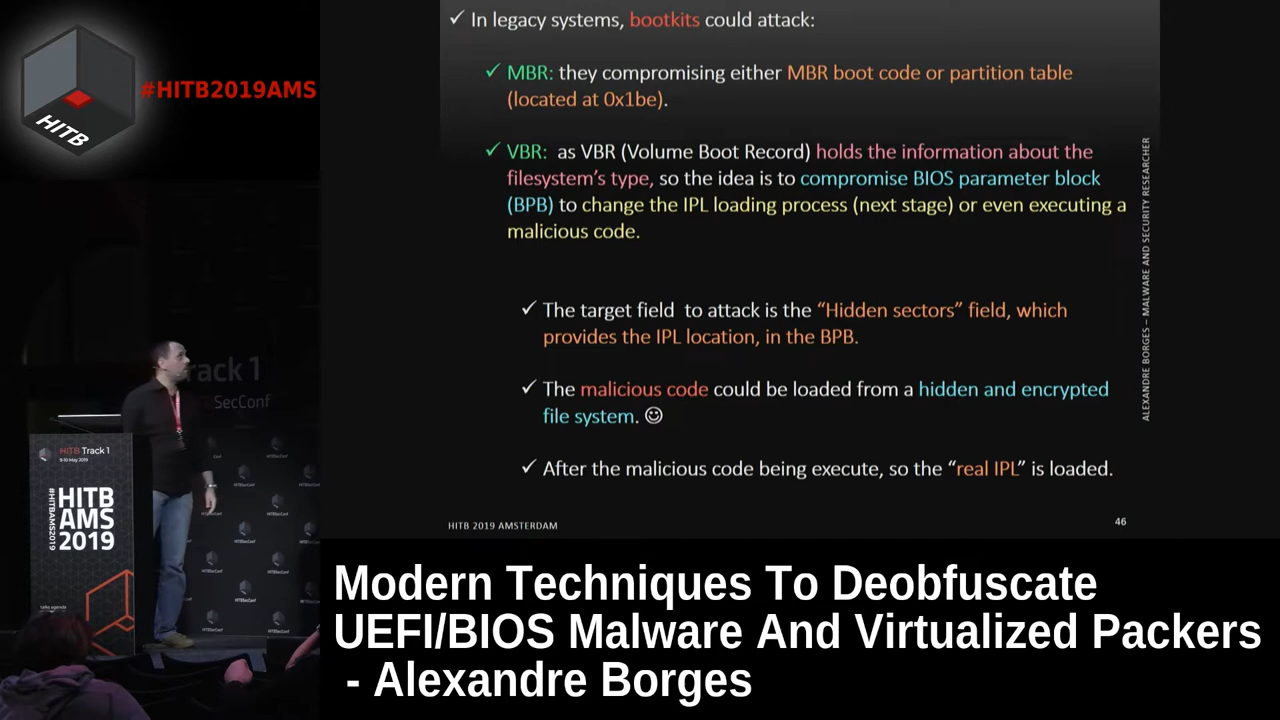 HITB
#HITB2019AMS
✓ In legacy systems, bootkits could attack:
✓ MBR: they compromising either MBR boot code or partition table
(located at 0x1be).
✓ VBR:  as VBR (Volume Boot Record) holds the information about the
filesystem's type, so the idea is to compromise BIOS parameter block
(BPB) to change the IPL loading process (next stage) or even executing a
malicious code.
✓ The target field  to attack is the “Hidden sectors” field, which
provides the IPL location, in the BPB.
✓ The malicious code could be loaded from a hidden and encrypted
file system. ☺
✓ After the malicious code being execute, so the “real IPL” is loaded.
HITB 2019 AMSTERDAM
46
ALEXANDRE BORGES – MALWARE AND SECURITY RESEARCHER
rack 1
SecConf
HITB Track 1
9-10 May 2019
#HITBAMS2019
HITB
AMS
2019
Modern Techniques To Deobfuscate
UEFI/BIOS Malware And Virtualized Packers
- Alexandre Borges